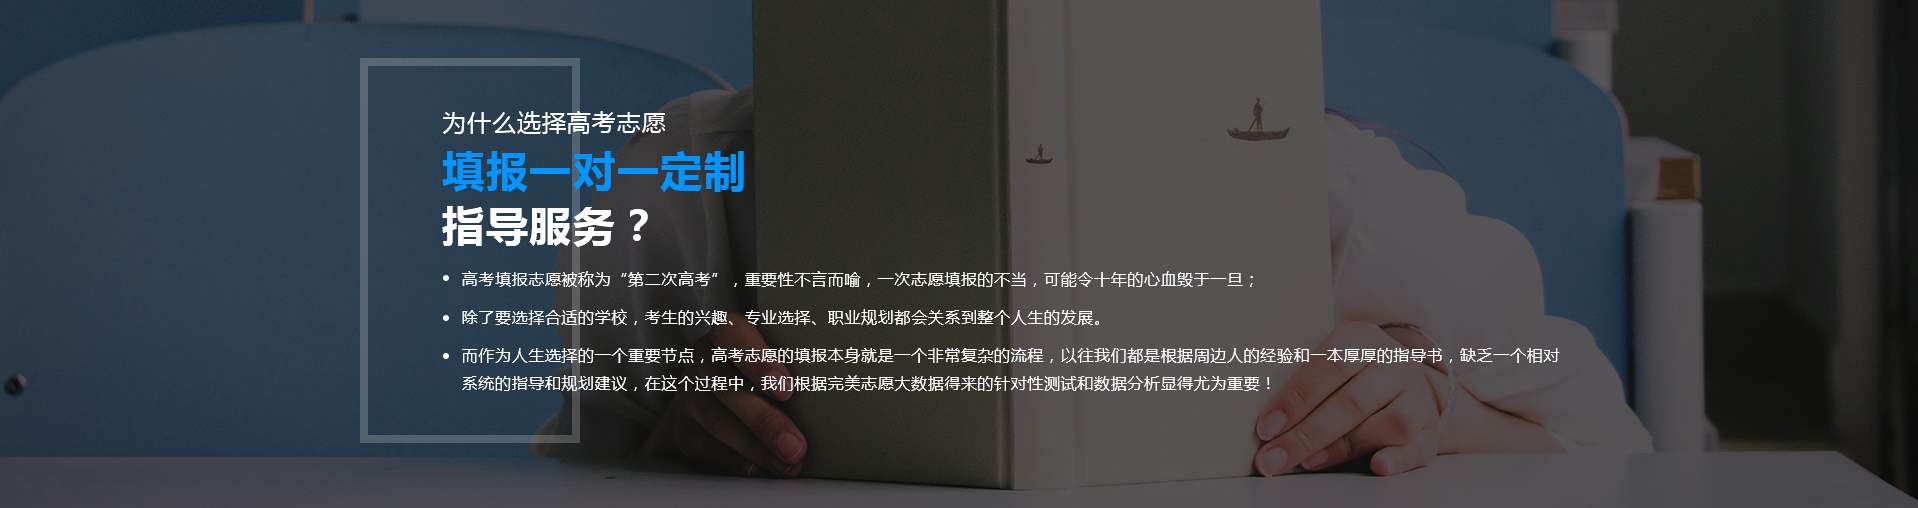 为什么选择高考志愿
填报一对一定制
指导服务？
• 高考填报志愿被称为“第二次高考”，重要性不言而喻，一次志愿填报的不当，可能令十年的心血毁于一旦；
• 除了要选择合适的学校，考生的兴趣、专业选择、职业规划都会关系到整个人生的发展。
• 而作为人生选择的一个重要节点，高考志愿的填报本身就是一个非常复杂的流程，以往我们都是根据周边人的经验和一本厚厚的指导书，缺乏一个相对
系统的指导和规划建议，在这个过程中，我们根据完美志愿大数据得来的针对性测试和数据分析显得尤为重要！